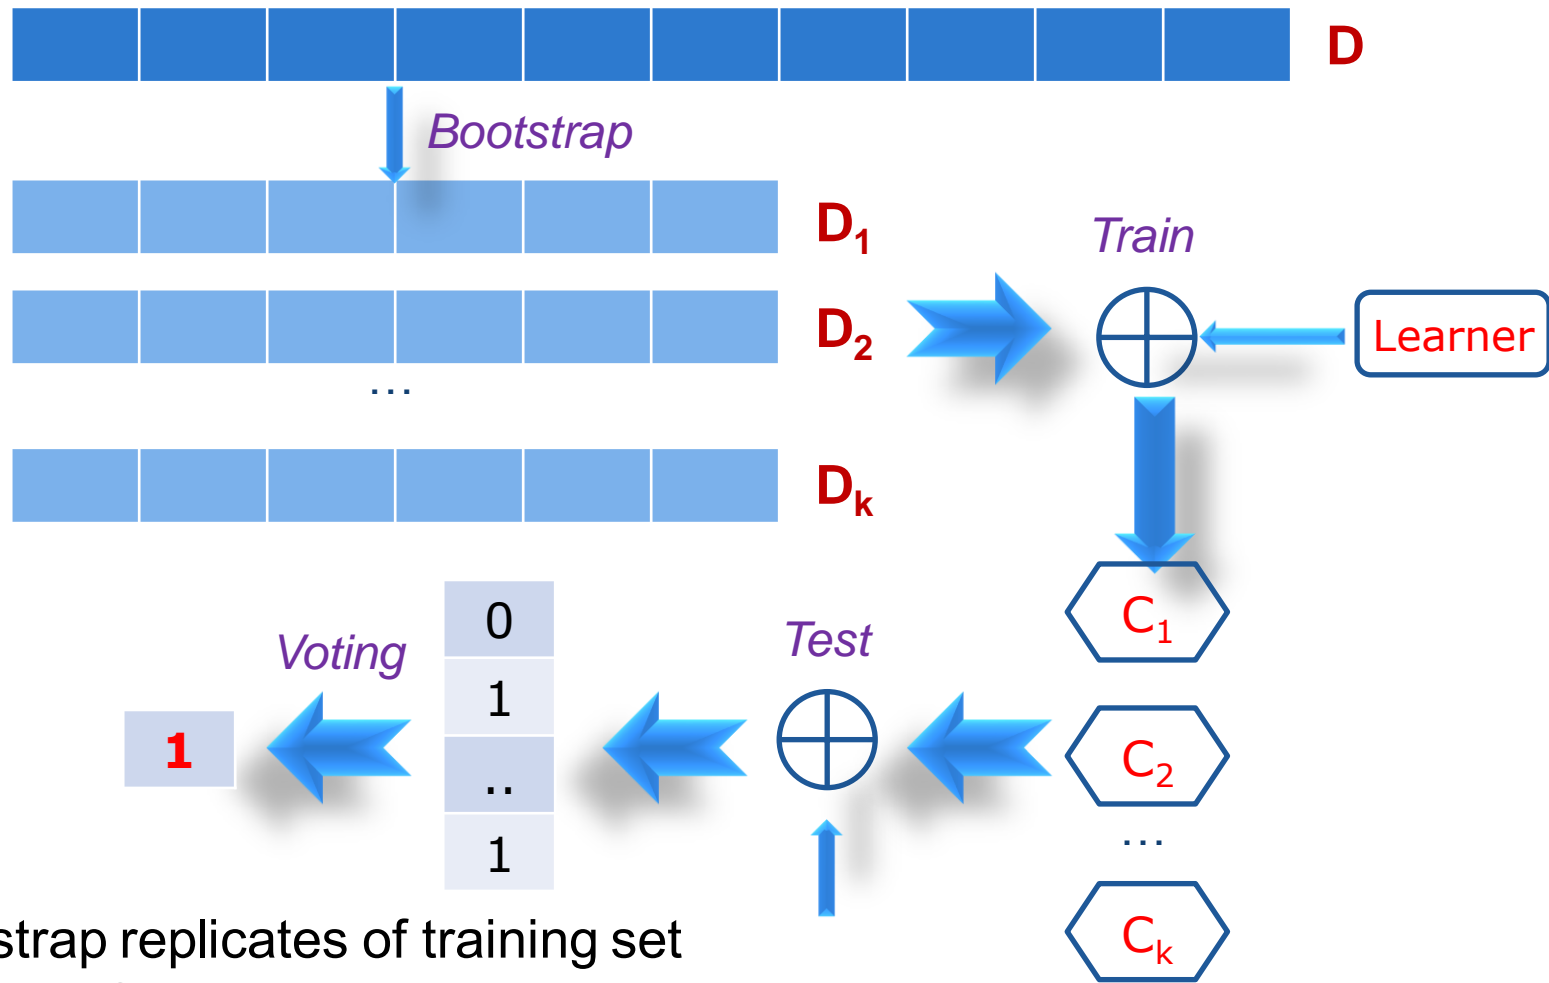 D
Bootstrap
D1
Train
D2
Learner
...
Dk
C1
0
Test
Voting
1
1
C2
..
...
1
strap replicates of training set
Ck